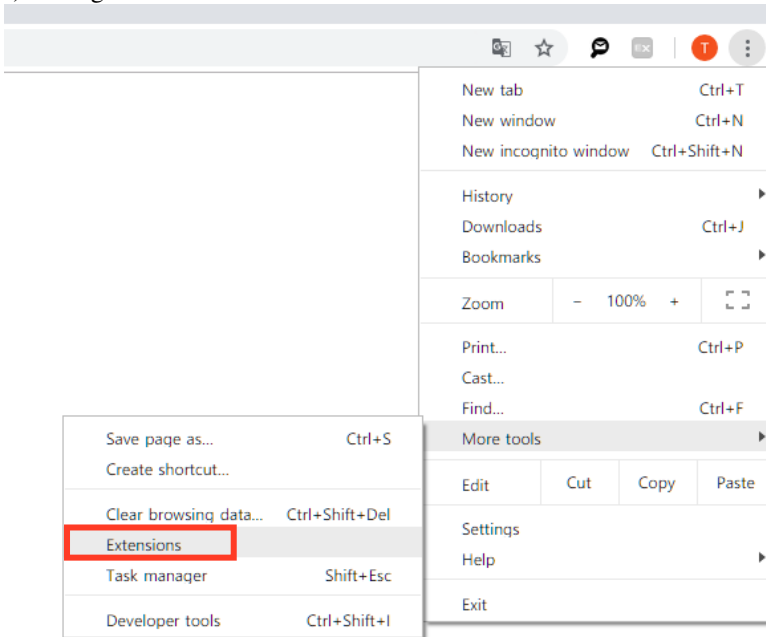 T
New tab Ctrl+T
New window Ctrl+N
New incognito window Ctrl+Shift+N
History
Downloads Ctrl+J
Bookmarks
Zoom - 100% +
Print... Ctrl+P
Cast...
Find... Ctrl+F
More tools
Edit Cut Copy Paste
Settings
Help
Exit
Save page as... Ctrl+S
Create shortcut...
Clear browsing data... Ctrl+Shift+Del
Extensions
Task manager Shift+Esc
Developer tools Ctrl+Shift+I